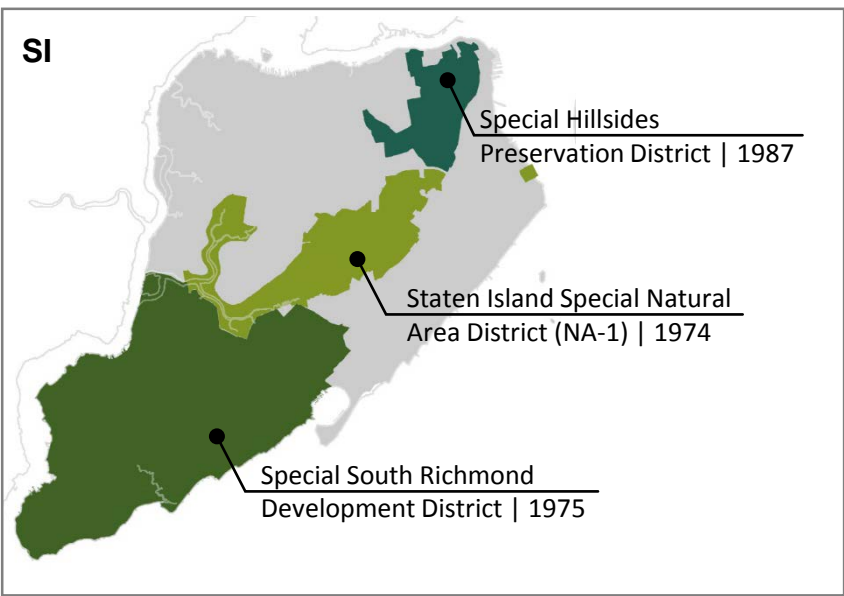 SI
Special Hillsides
Preservation District | 1987
Staten Island Special Natural
Area District (NA-1) | 1974
Special South Richmond
Development District | 1975